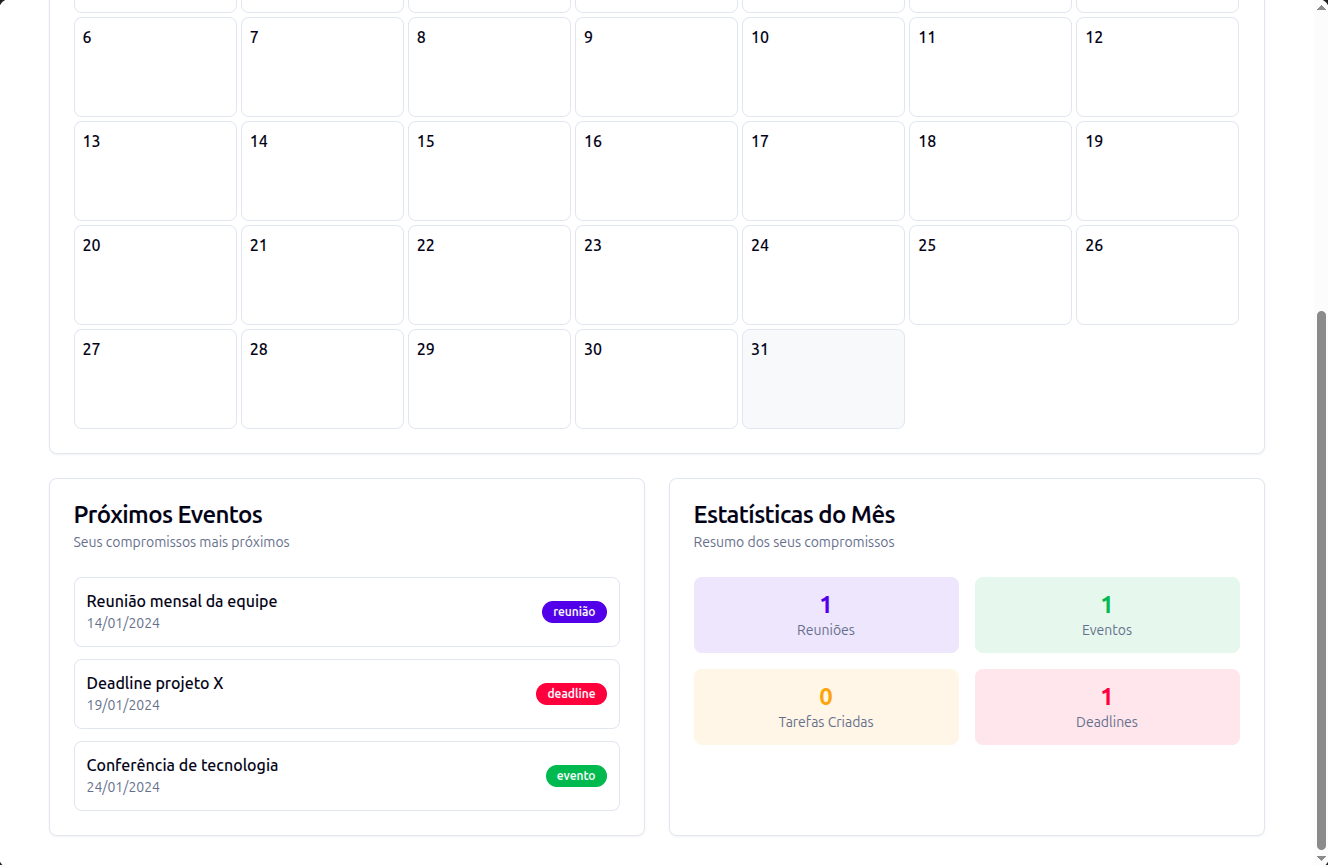 6 7 8 9 10 11 12
13 14 15 16 17 18 19
20 21 22 23 24 25 26
27 28 29 30 31
Próximos Eventos
Seus compromissos mais próximos
Reunião mensal da equipe
14/01/2024
reunião
Deadline projeto X
19/01/2024
deadline
Conferência de tecnologia
24/01/2024
evento
Estatísticas do Mês
Resumo dos seus compromissos
1
Reuniões
1
Eventos
0
Tarefas Criadas
1
Deadlines